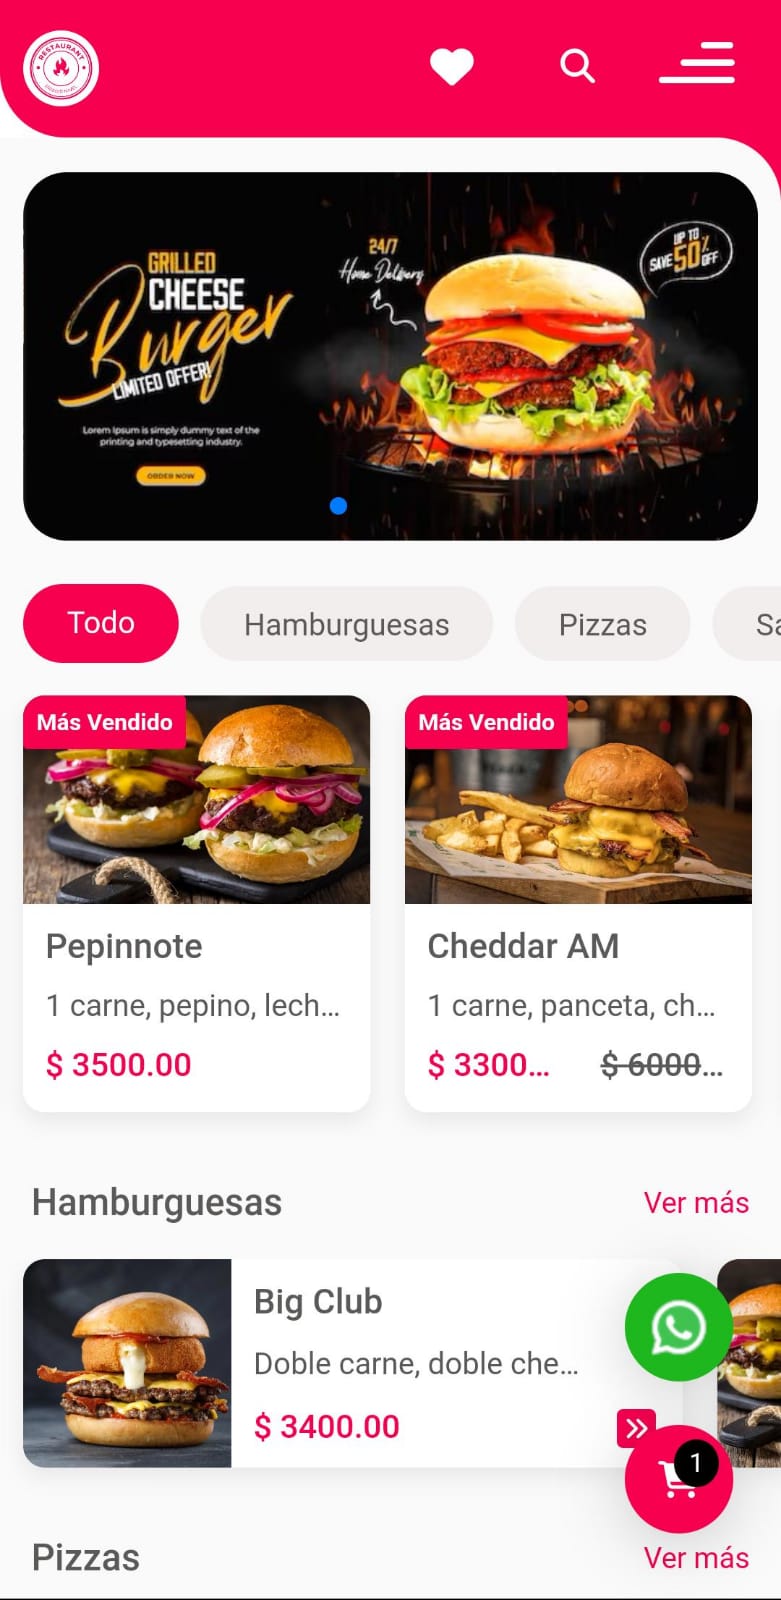 RESTAURANT
GRILLED
CHEESE
Burger
LIMITED OFFER!
Lorem Ipsum is simply dummy text of the
printing and typesetting industry.
ORDER NOW
24/7
Home Delivery
UP TO
SAVE 50% OFF
Todo
Hamburguesas
Pizzas
Sa
Más Vendido
Más Vendido
Pepinnote
Cheddar AM
1 carne, pepino, lech...
1 carne, panceta, ch...
$ 3500.00
$ 3300...
$ 6000...
Hamburguesas
Ver más
Big Club
Doble carne, doble che...
$ 3400.00
1
Pizzas
Ver más